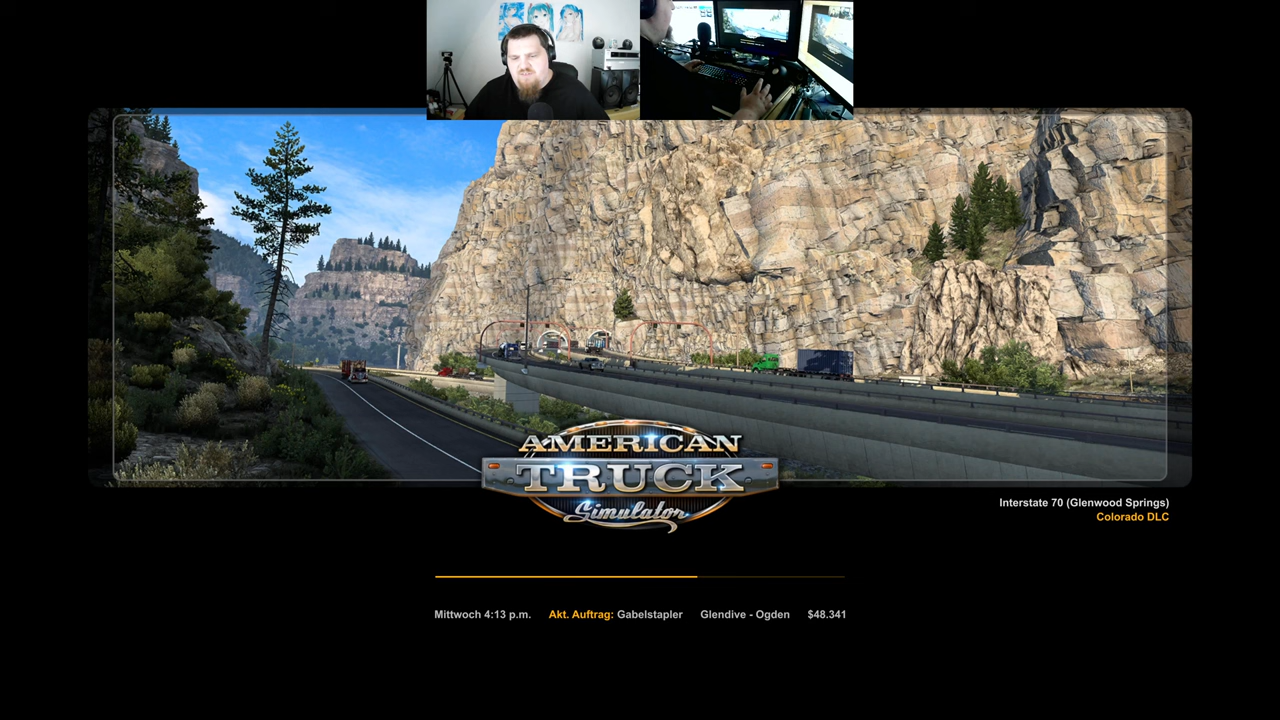 AMERICAN
TRUCK
Simulator
Interstate 70 (Glenwood Springs)
Colorado DLC
Mittwoch 4:13 p.m. Akt. Auftrag: Gabelstapler Glendive - Ogden $48.341